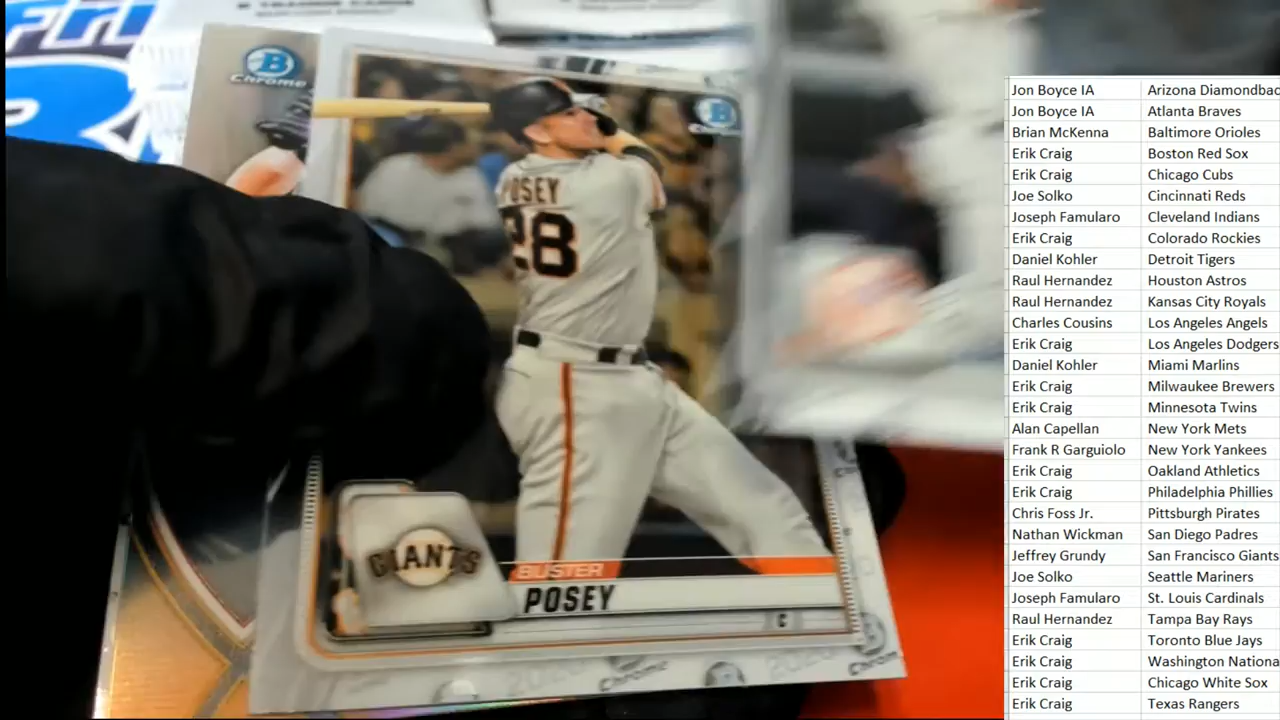 TRADING CARDS
B
Chrome
B
Chrome
POSEY
28
GIANTS
BUSTER
POSEY
C
2020
Chrome
Jon Boyce IA Arizona Diamondbac
Jon Boyce IA Atlanta Braves
Brian McKenna Baltimore Orioles
Erik Craig Boston Red Sox
Erik Craig Chicago Cubs
Joe Solko Cincinnati Reds
Joseph Famularo Cleveland Indians
Erik Craig Colorado Rockies
Daniel Kohler Detroit Tigers
Raul Hernandez Houston Astros
Raul Hernandez Kansas City Royals
Charles Cousins Los Angeles Angels
Erik Craig Los Angeles Dodgers
Daniel Kohler Miami Marlins
Erik Craig Milwaukee Brewers
Erik Craig Minnesota Twins
Alan Capellan New York Mets
Frank R Garguiolo New York Yankees
Erik Craig Oakland Athletics
Erik Craig Philadelphia Phillies
Chris Foss Jr. Pittsburgh Pirates
Nathan Wickman San Diego Padres
Jeffrey Grundy San Francisco Giants
Joe Solko Seattle Mariners
Joseph Famularo St. Louis Cardinals
Raul Hernandez Tampa Bay Rays
Erik Craig Toronto Blue Jays
Erik Craig Washington Nationa
Erik Craig Chicago White Sox
Erik Craig Texas Rangers